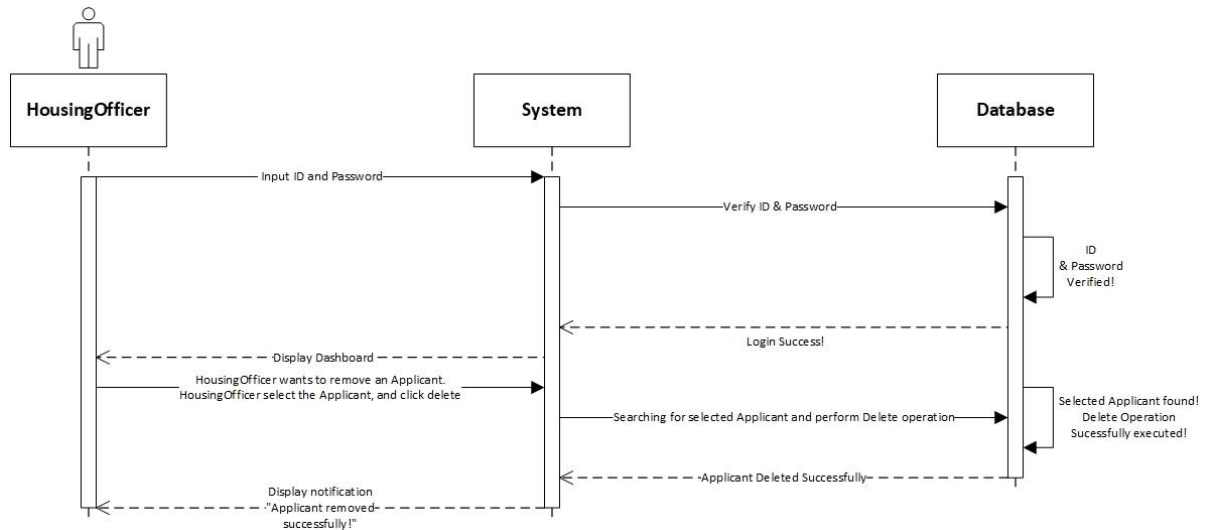 HousingOfficer
System
Database
Input ID and Password
Verify ID & Password
ID
& Password
Verified!
Login Success!
Display Dashboard
HousingOfficer wants to remove an Applicant.
HousingOfficer select the Applicant, and click delete
Searching for selected Applicant and perform Delete operation
Selected Applicant found!
Delete Operation
Sucessfully executed!
Applicant Deleted Successfully
Display notification
"Applicant removed
successfully!"